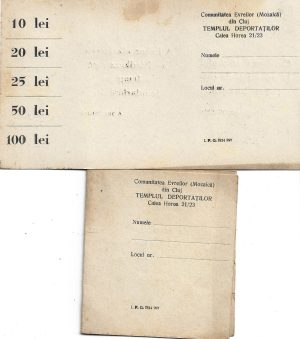 10 lei
20 lei
25 lei
50 lei
100 lei
Comunitatea Evreilor (Mozaică)
din Cluj
TEMPLUL DEPORTAȚILOR
Calea Horea 21/23
Numele
Locul nr.
I. P. G.
Comunitatea Evreilor (Mozaică)
din Cluj
TEMPLUL DEPORTAȚILOR
Calea Horea 21/23
Numele
Locul nr.
I. P. G.